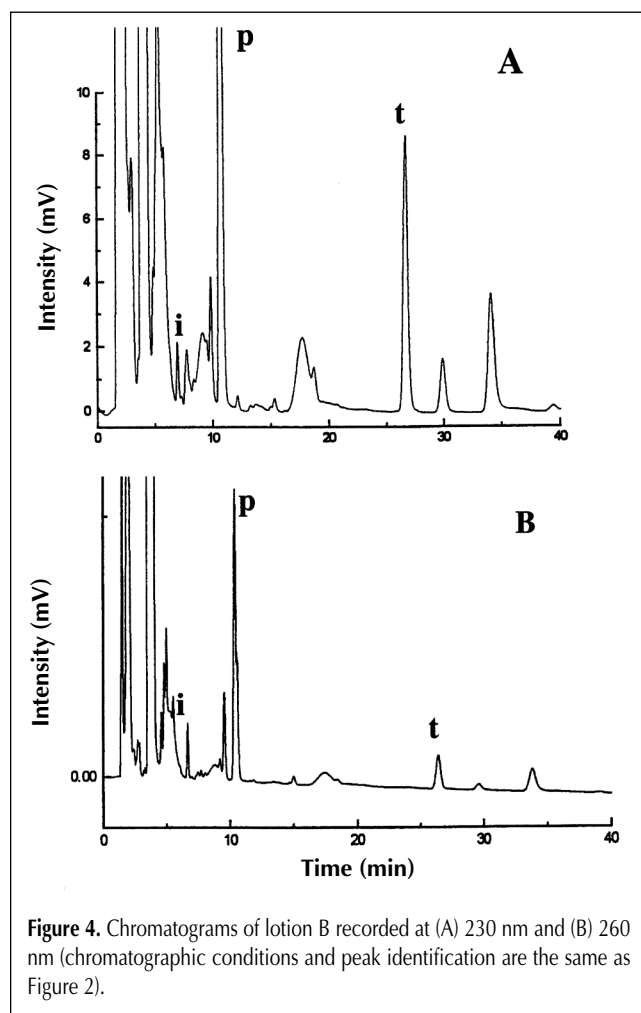 p
A
10
t
8
6
Intensity (mV)
4
i
2
0
0 10 20 30 40
p
B
Intensity (mV)
i
t
0.00
0 10 20 30 40
Time (min)
Figure 4. Chromatograms of lotion B recorded at (A) 230 nm and (B) 260
nm (chromatographic conditions and peak identification are the same as
Figure 2).